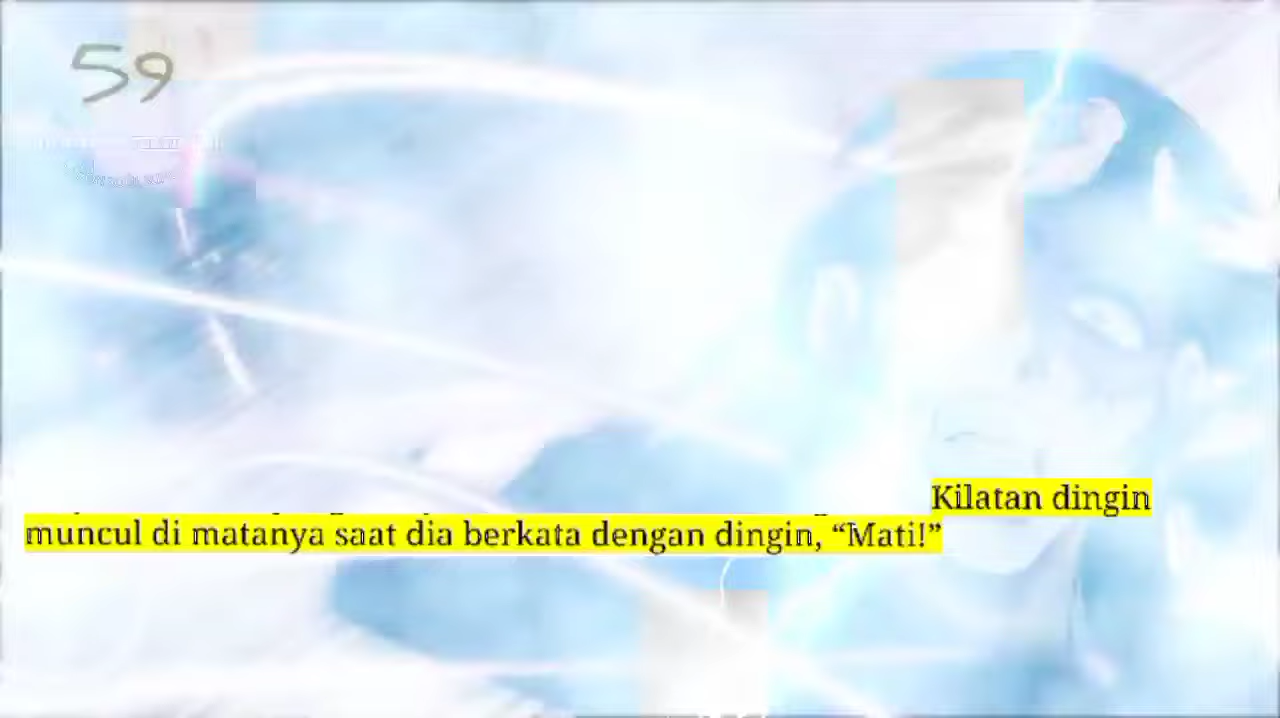 59
Kilatan dingin
muncul di matanya saat dia berkata dengan dingin, “Mati!”